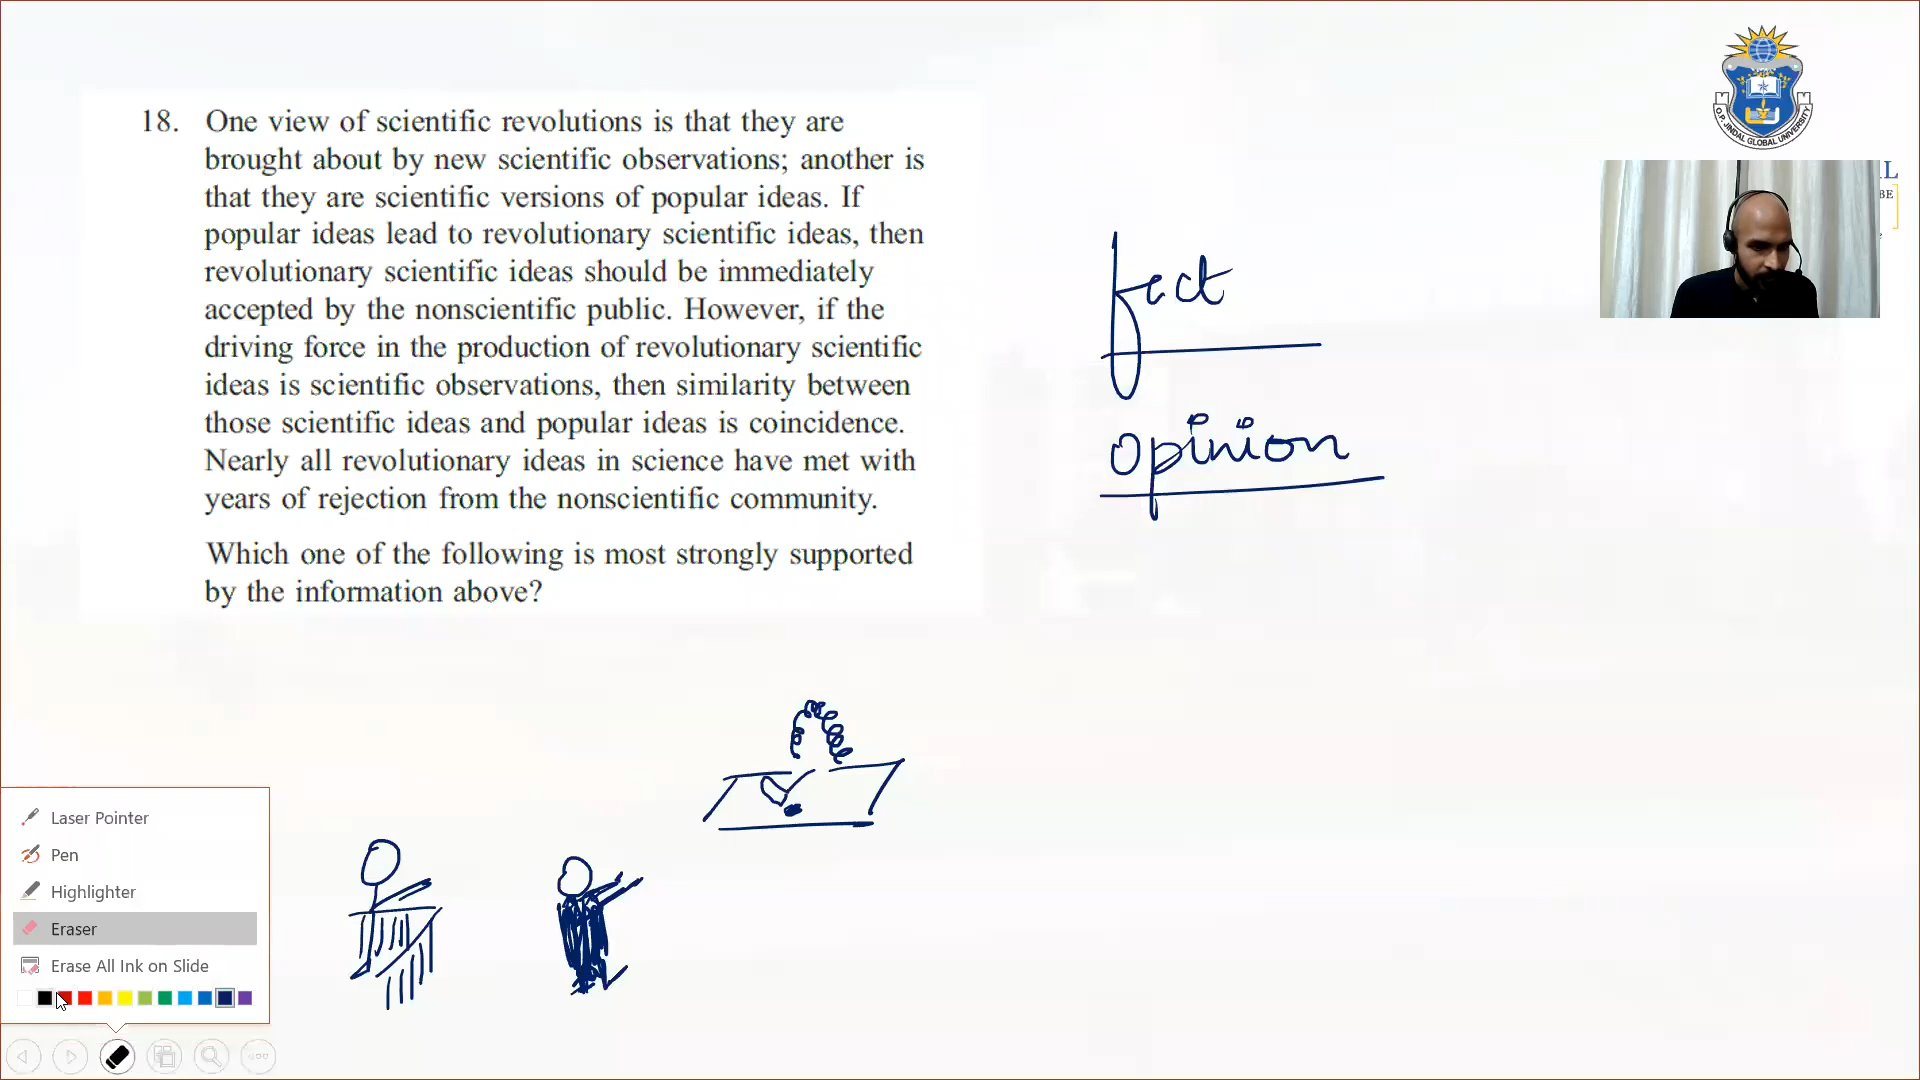 18. One view of scientific revolutions is that they are
brought about by new scientific observations; another is
that they are scientific versions of popular ideas. If
popular ideas lead to revolutionary scientific ideas, then
revolutionary scientific ideas should be immediately
accepted by the nonscientific public. However, if the
driving force in the production of revolutionary scientific
ideas is scientific observations, then similarity between
those scientific ideas and popular ideas is coincidence.
Nearly all revolutionary ideas in science have met with
years of rejection from the nonscientific community.
Which one of the following is most strongly supported
by the information above?
fact
opinion
O.P. JINDAL GLOBAL UNIVERSITY
L
BE
Laser Pointer
Pen
Highlighter
Eraser
Erase All Ink on Slide